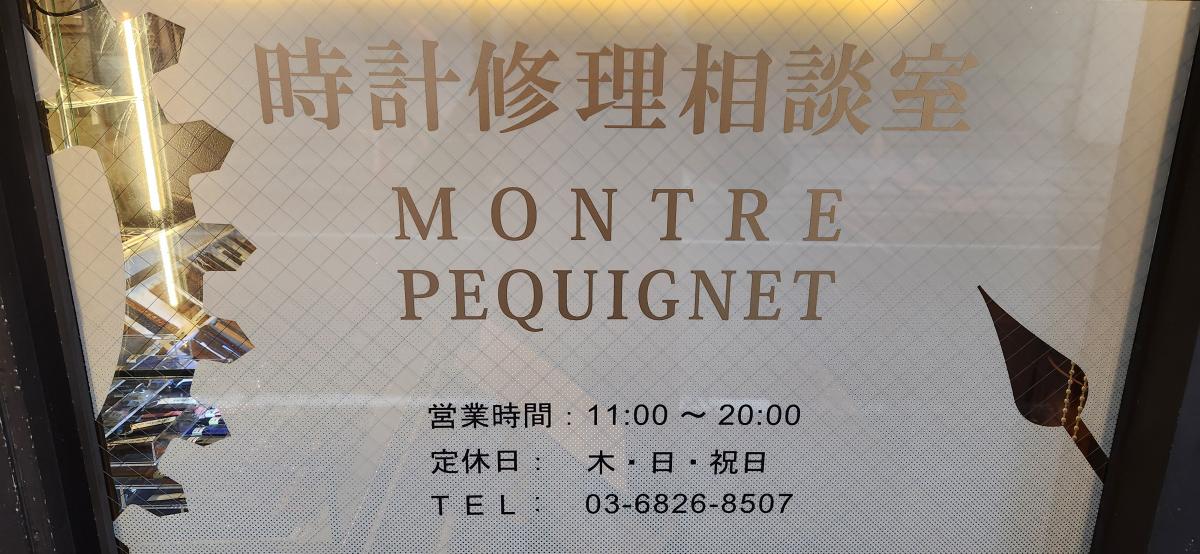 時計修理相談室
MONTRE
PEQUIGNET
営業時間：11:00 〜 20:00
定休日： 木・日・祝日
TEL： 03-6826-8507